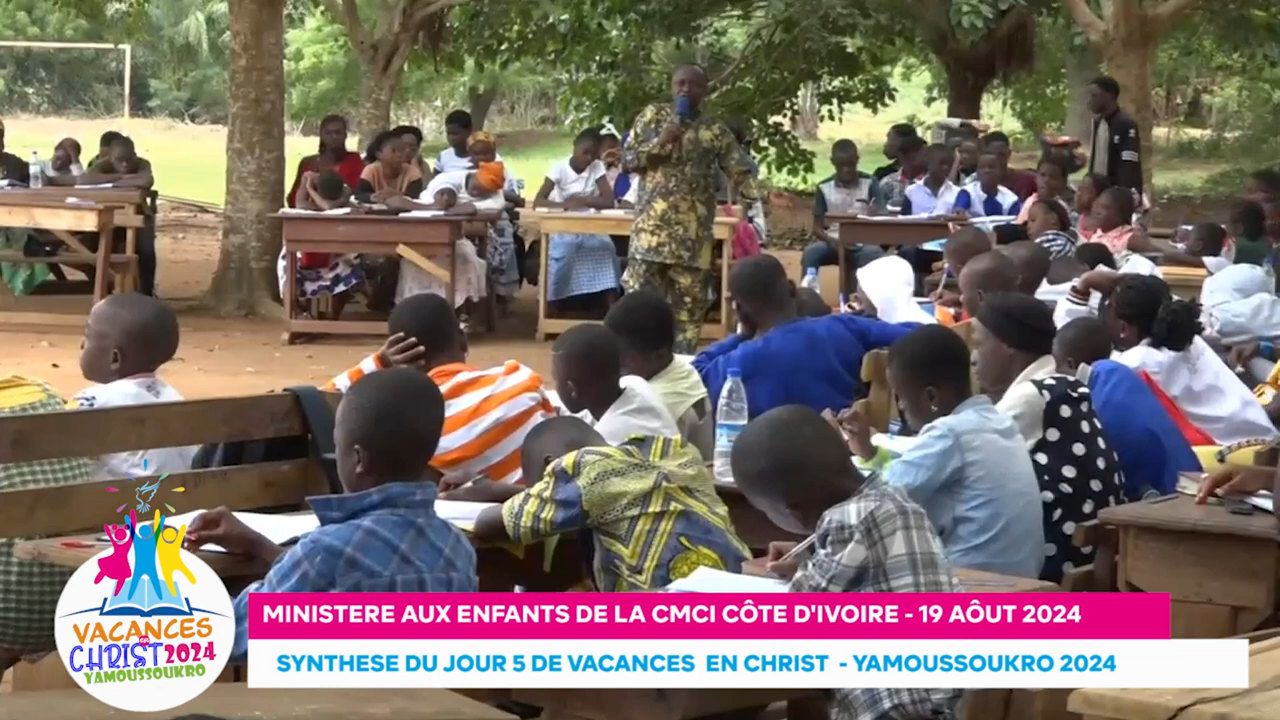 MINISTERE AUX ENFANTS DE LA CMCI CÔTE D'IVOIRE - 19 AÔUT 2024
SYNTHESE DU JOUR 5 DE VACANCES EN CHRIST - YAMOUSSOUKRO 2024
VACANCES
en
CHRIST 2024
YAMOUSSOUKRO